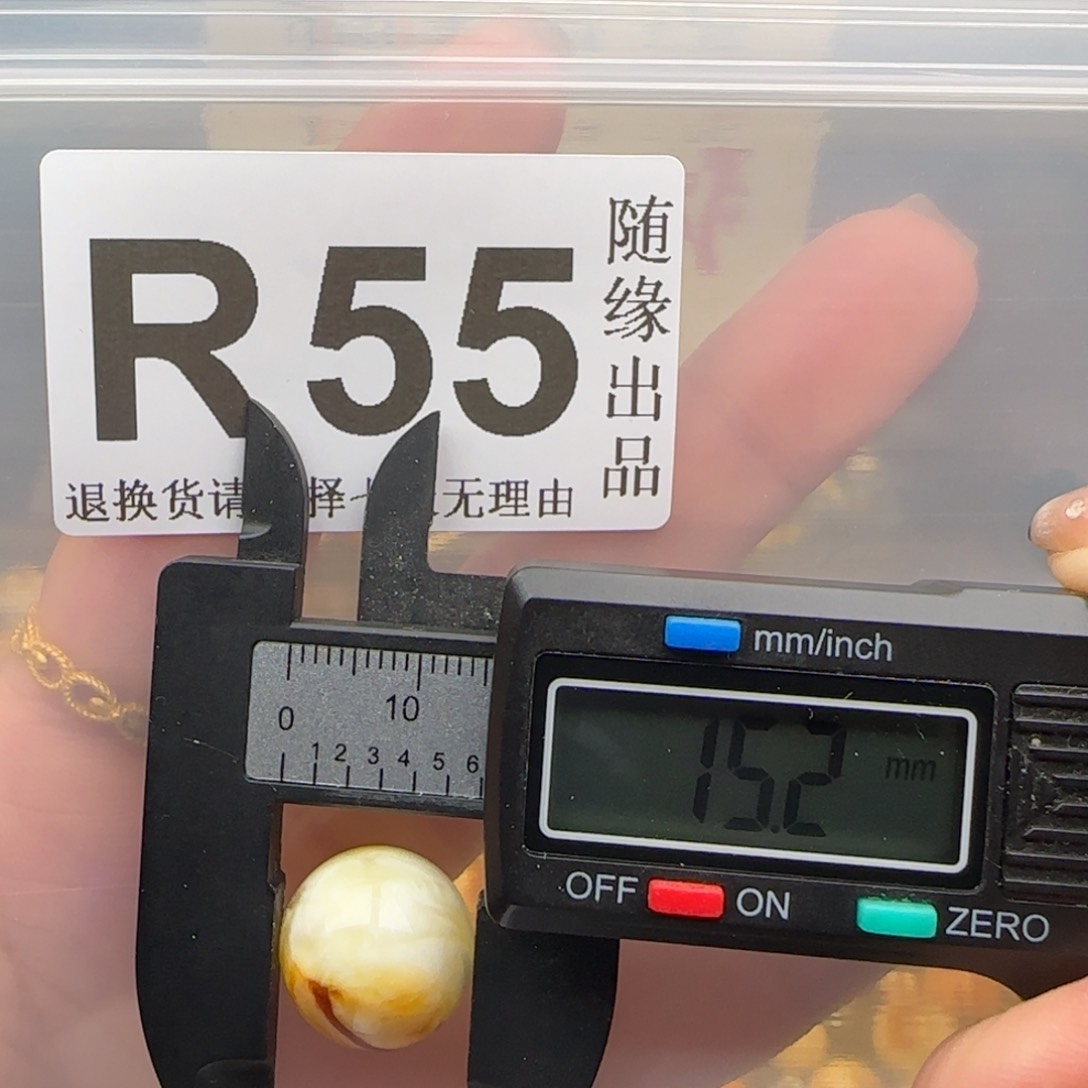 R55
随缘出品
退换货请 择 无理由
mm/inch
15.2 mm
0 10
0 1 2 3 4 5 6
OFF ON ZERO